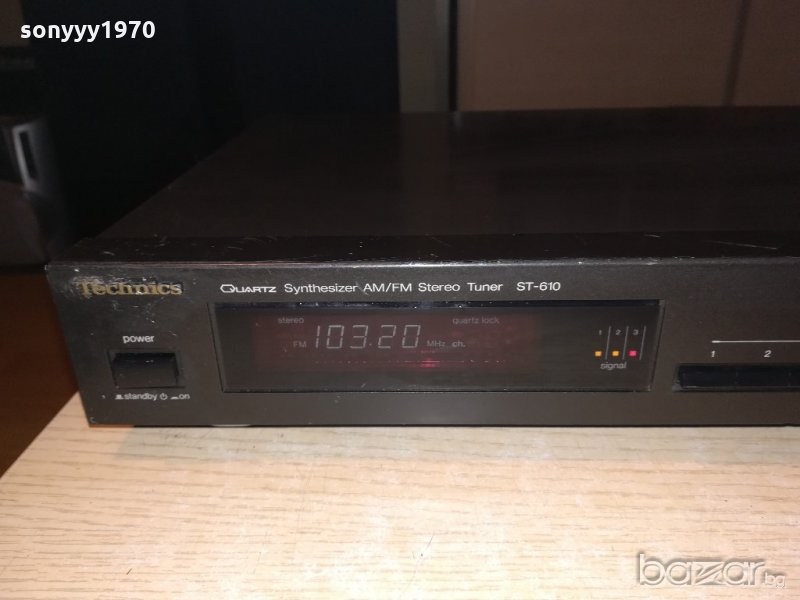 sonyyy1970
Technics
QUARTZ Synthesizer AM/FM Stereo Tuner ST-610
stereo
quartz lock
FM 103.20 MHz ch.
1 2 3
signal
power
standby on
1 2
bazar.bg